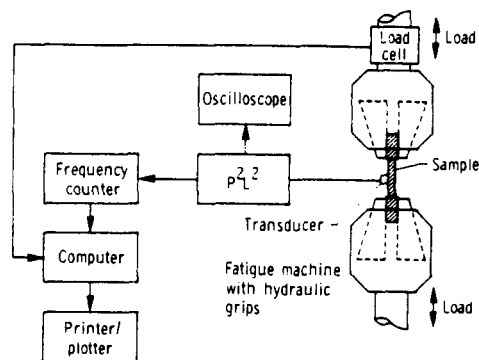 Load
cell
Load
Oscilloscope
Frequency
counter
P²L²
Sample
Transducer
Computer
Fatigue machine
with hydraulic
grips
Load
Printer/
plotter